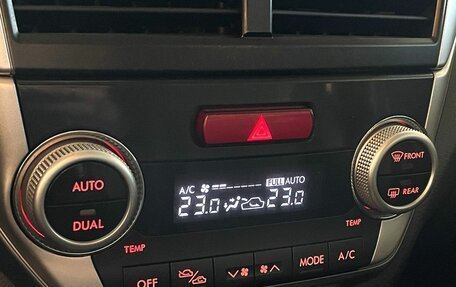 A/C FULL AUTO
23.0 23.0
AUTO
DUAL
TEMP
FRONT
REAR
TEMP
OFF
MODE
A/C